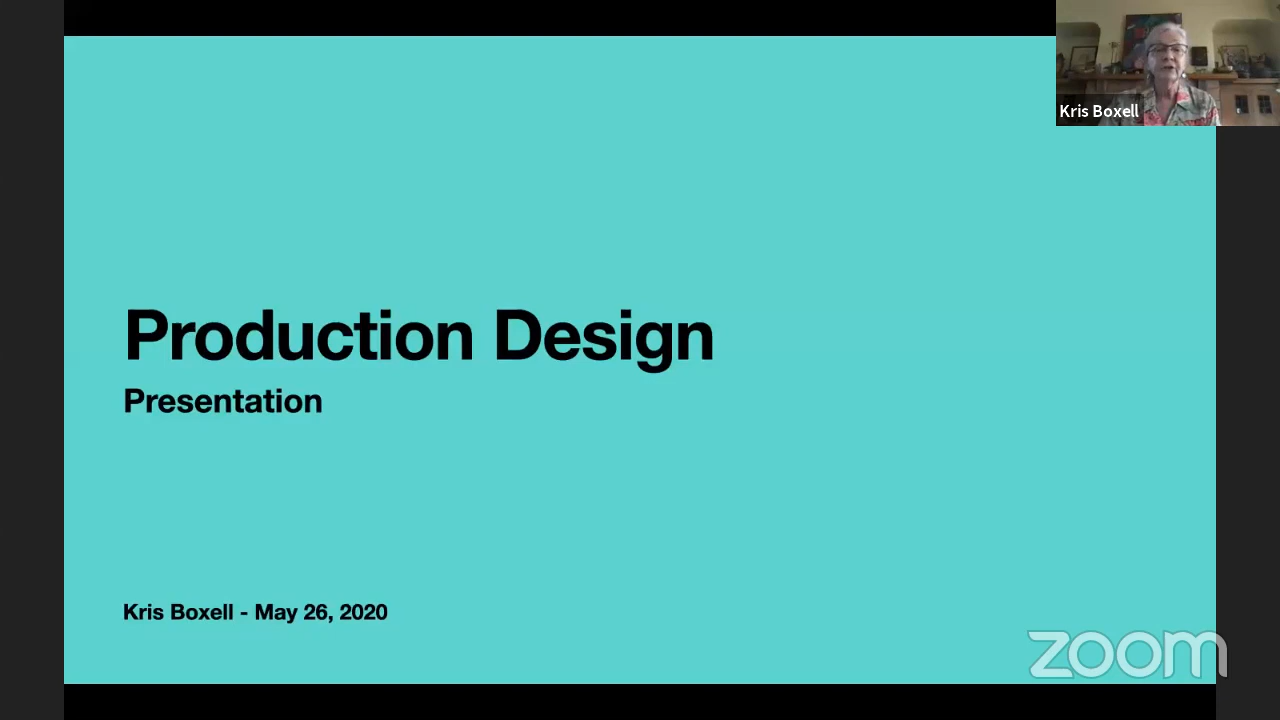 Kris Boxell
Production Design
Presentation
Kris Boxell - May 26, 2020
zoom